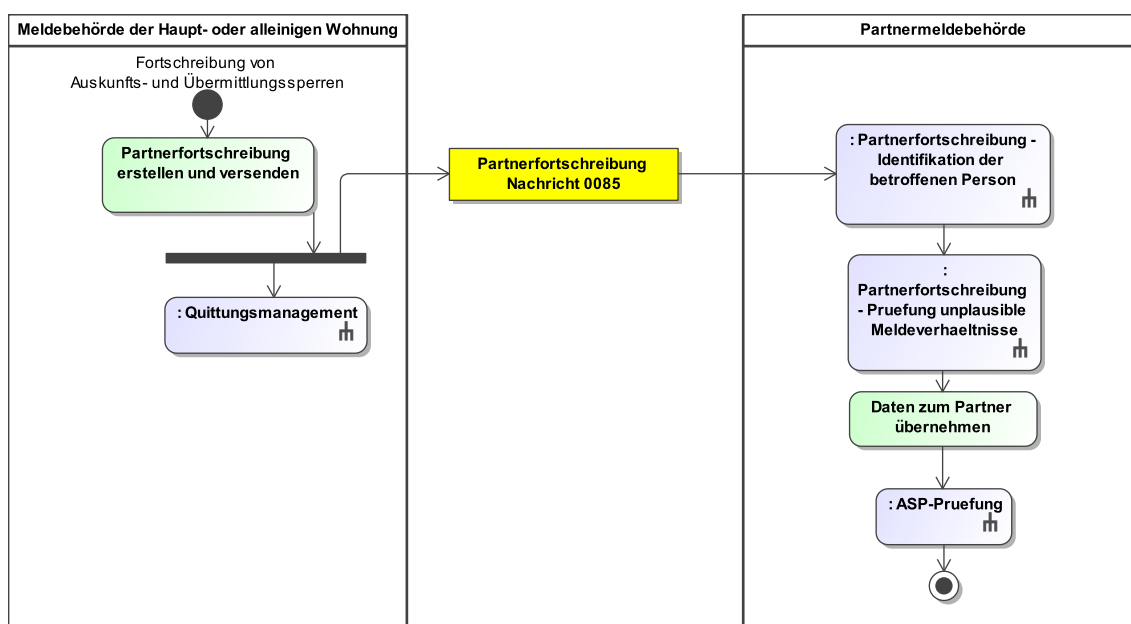 Meldebehörde der Haupt- oder alleinigen Wohnung
Fortschreibung von
Auskunfts- und Übermittlungssperren
Partnerfortschreibung
erstellen und versenden
: Quittungsmanagement
Partnerfortschreibung
Nachricht 0085
Partnermeldebehörde
: Partnerfortschreibung -
Identifikation der
betroffenen Person
:
Partnerfortschreibung
- Pruefung unplausible
Meldeverhaeltnisse
Daten zum Partner
übernehmen
: ASP-Pruefung